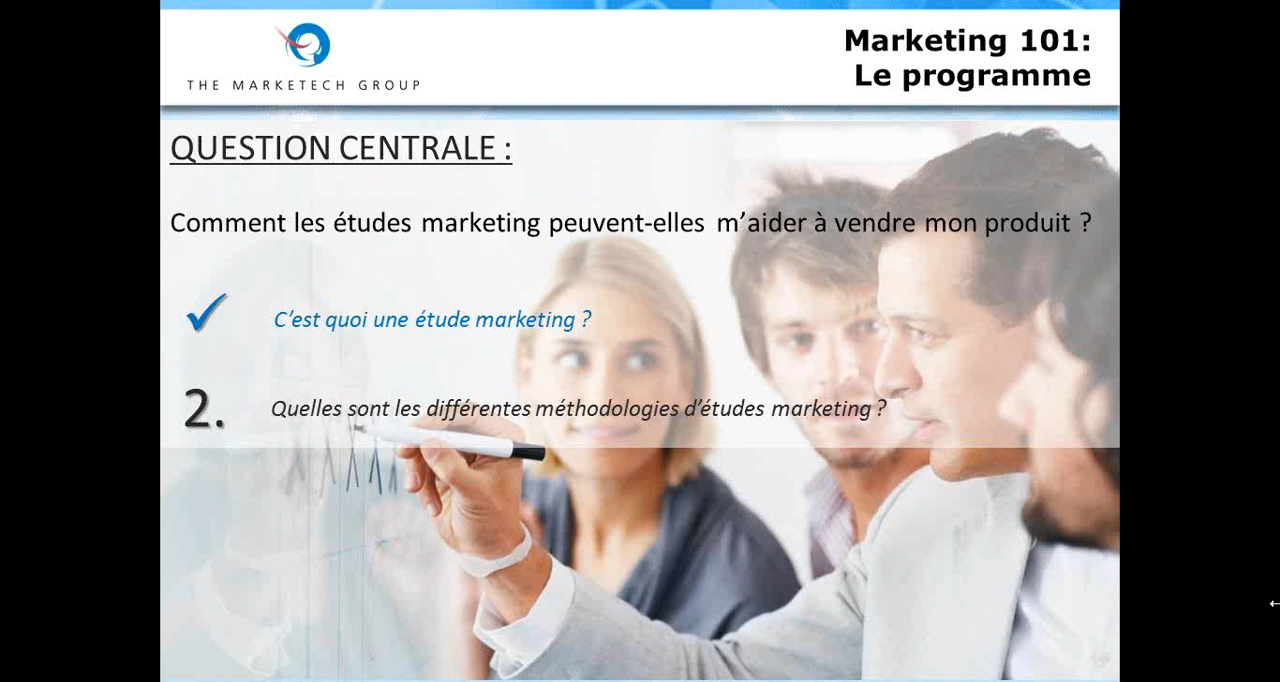 THE MARKETECH GROUP
Marketing 101:
Le programme
QUESTION CENTRALE :
Comment les études marketing peuvent-elles m’aider à vendre mon produit ?
C’est quoi une étude marketing ?
2.
Quelles sont les différentes méthodologies d’études marketing ?